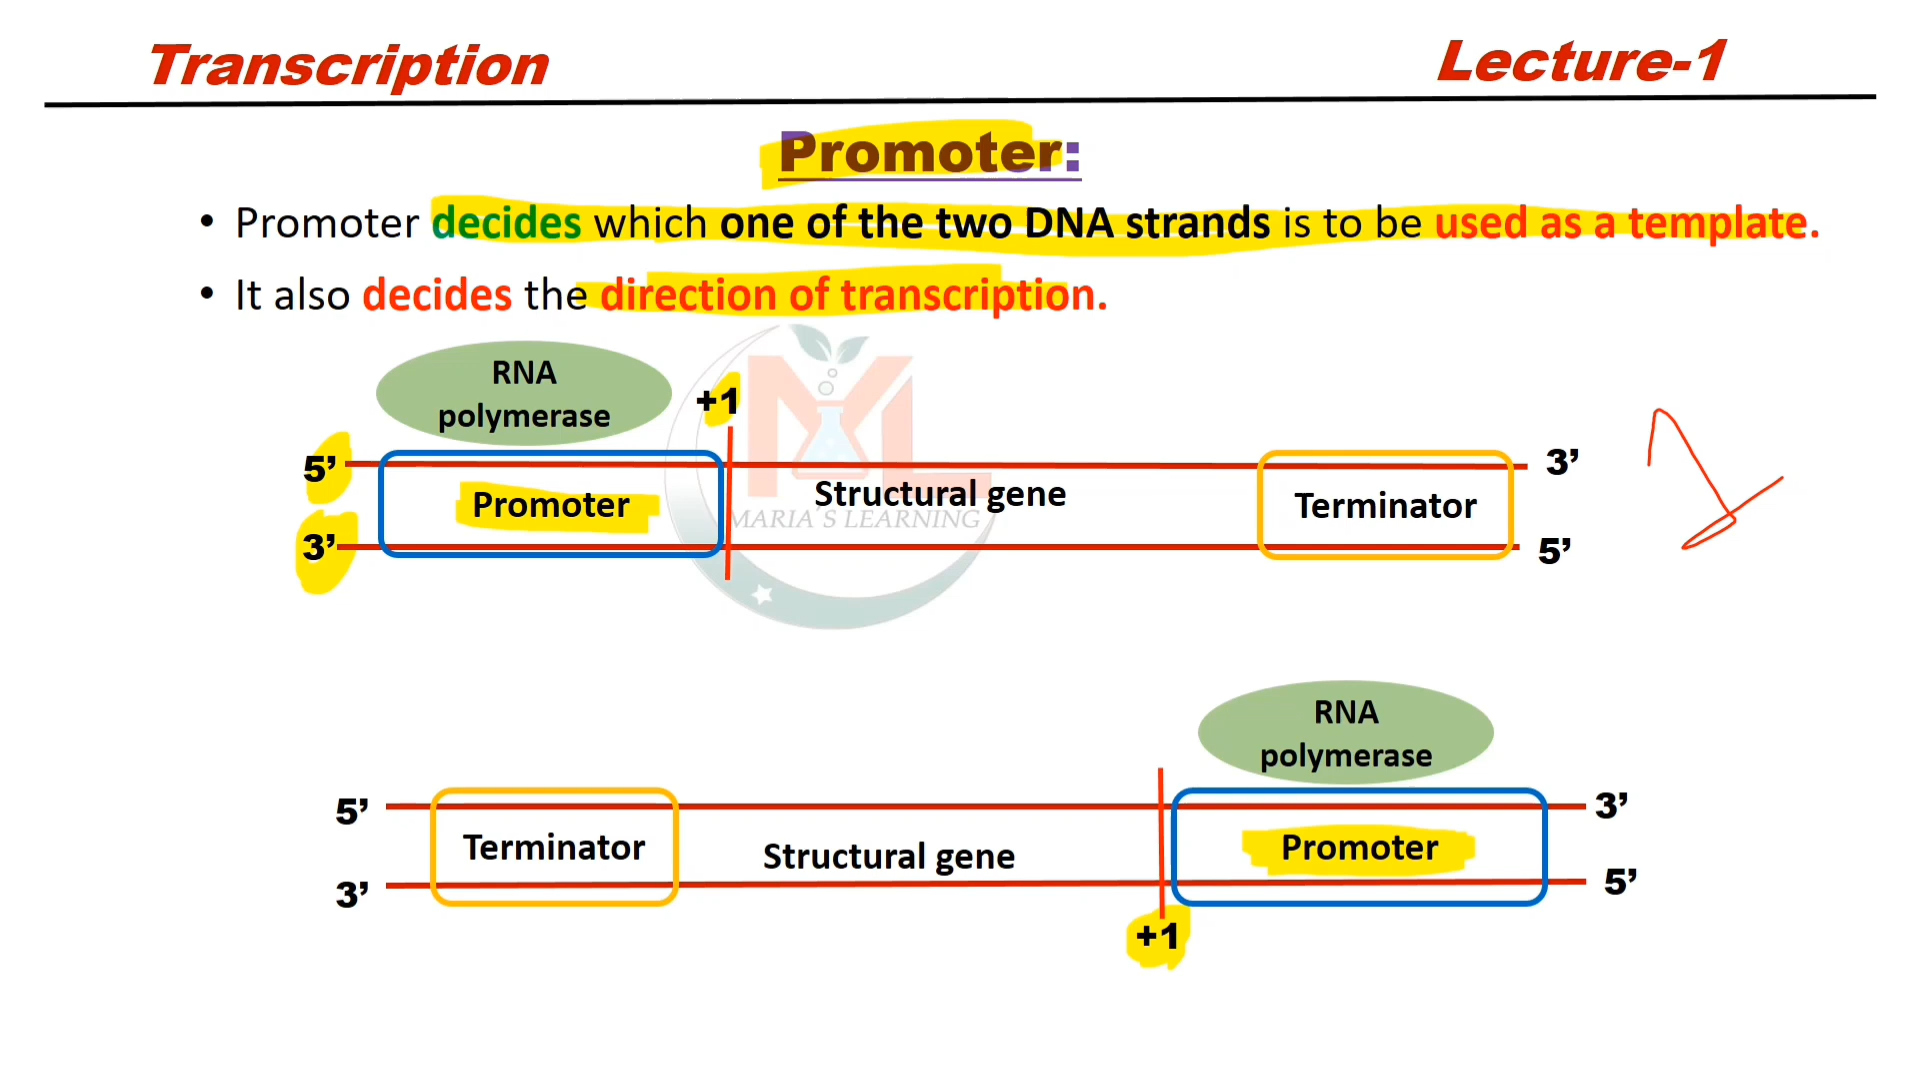 Transcription
Lecture-1
Promoter:
• Promoter decides which one of the two DNA strands is to be used as a template.
• It also decides the direction of transcription.
RNA
polymerase
+1
5’
3’
Promoter
Structural gene
Terminator
MARIA’S LEARNING
3’
5’
RNA
polymerase
5’
3’
Terminator
Structural gene
Promoter
3’
5’
+1